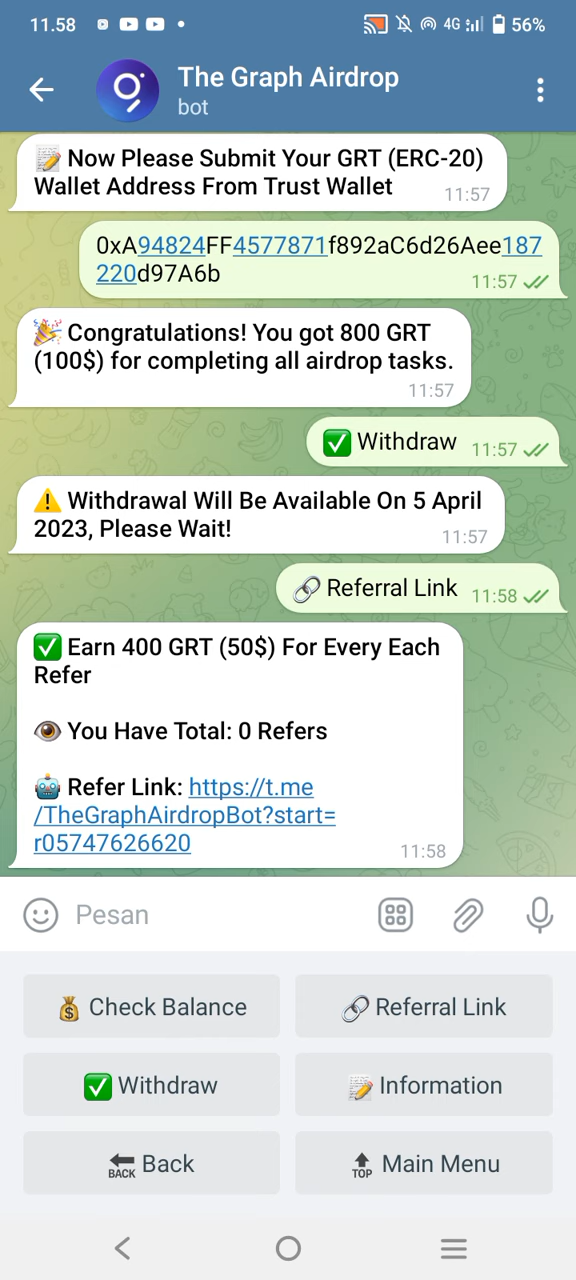 11.58
4G
56%
The Graph Airdrop
bot
Now Please Submit Your GRT (ERC-20)
Wallet Address From Trust Wallet
11:57
0xA94824FF4577871f892aC6d26Aee187
220d97A6b
11:57
Congratulations! You got 800 GRT
(100$) for completing all airdrop tasks.
11:57
Withdraw
11:57
Withdrawal Will Be Available On 5 April
2023, Please Wait!
11:57
Referral Link
11:58
Earn 400 GRT (50$) For Every Each
Refer
You Have Total: 0 Refers
Refer Link: https://t.me
/TheGraphAirdropBot?start=
r05747626620
11:58
Pesan
Check Balance
Referral Link
Withdraw
Information
BACK Back
TOP Main Menu